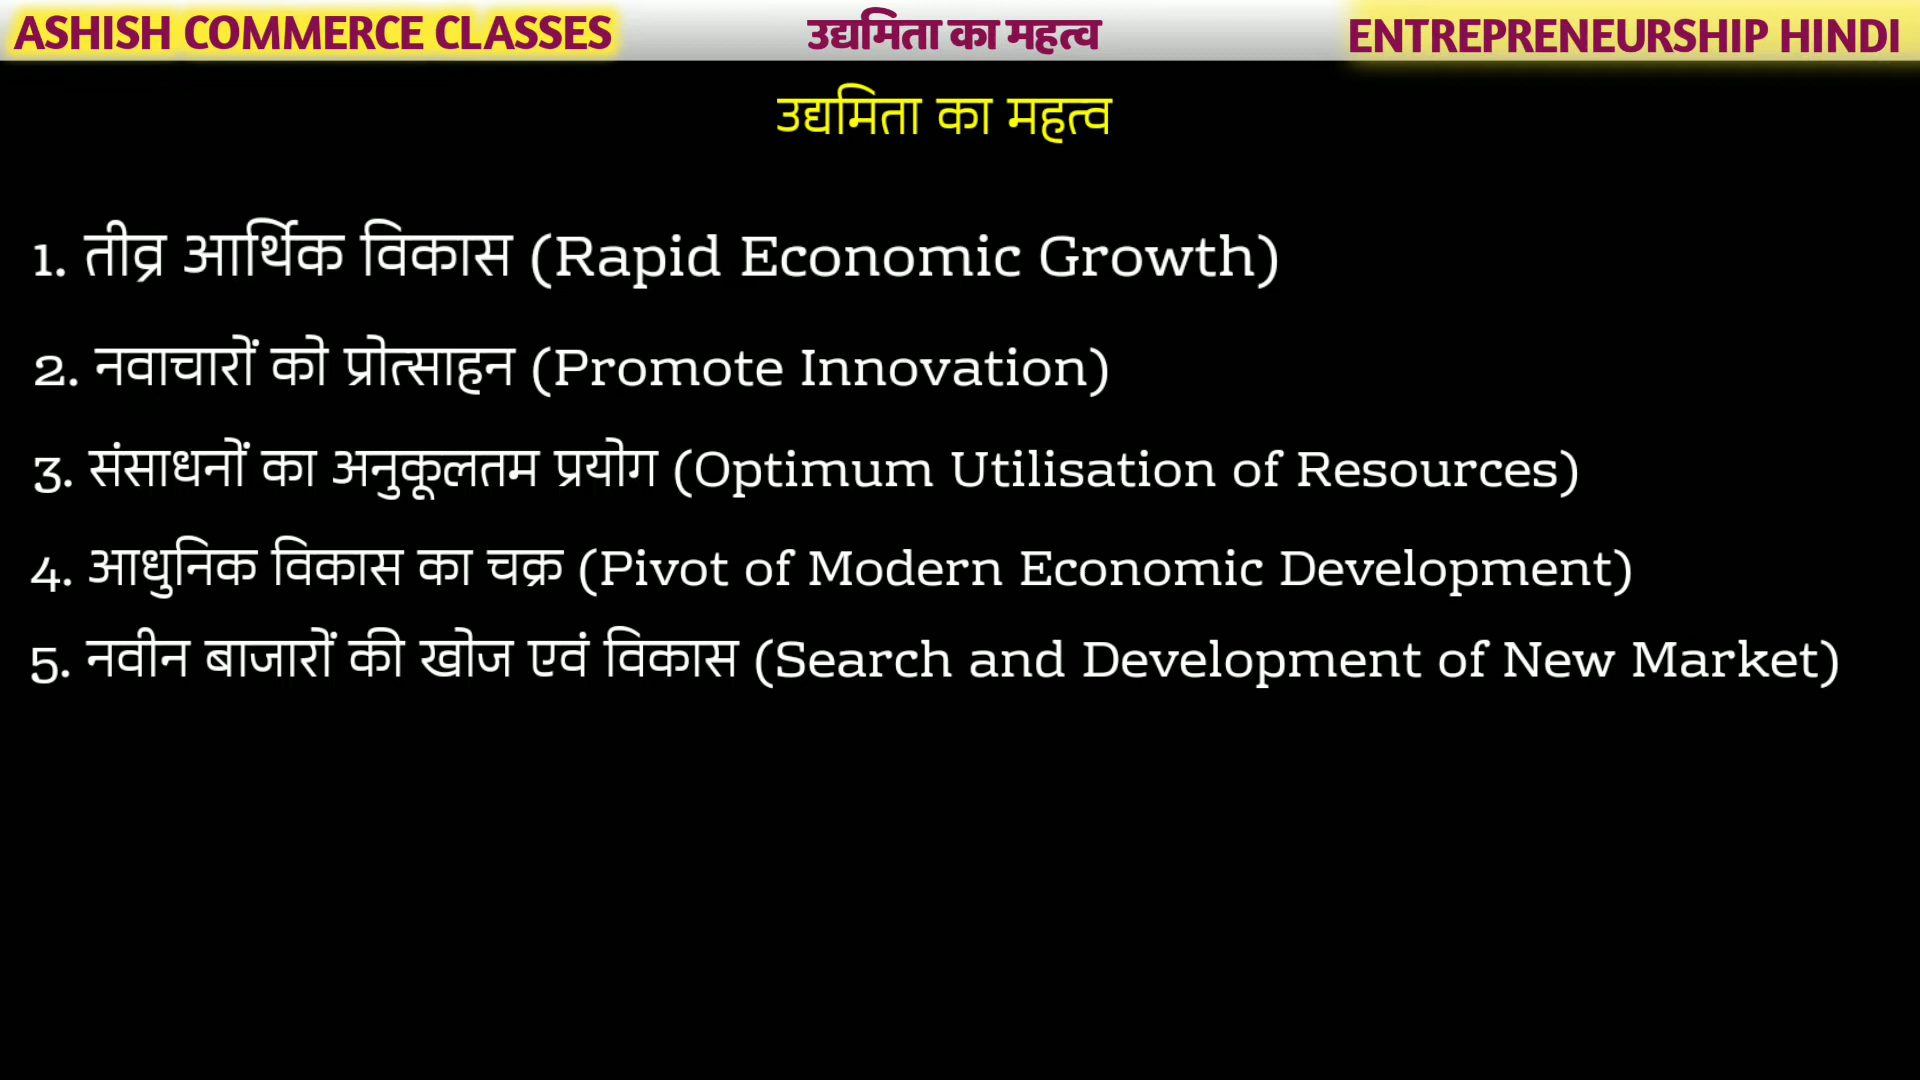 ASHISH COMMERCE CLASSES उद्यमिता का महत्व ENTREPRENEURSHIP HINDI
उद्यमिता का महत्व
1. तीव्र आर्थिक विकास (Rapid Economic Growth)
2. नवाचारों को प्रोत्साहन (Promote Innovation)
3. संसाधनों का अनुकूलतम प्रयोग (Optimum Utilisation of Resources)
4. आधुनिक विकास का चक्र (Pivot of Modern Economic Development)
5. नवीन बाजारों की खोज एवं विकास (Search and Development of New Market)